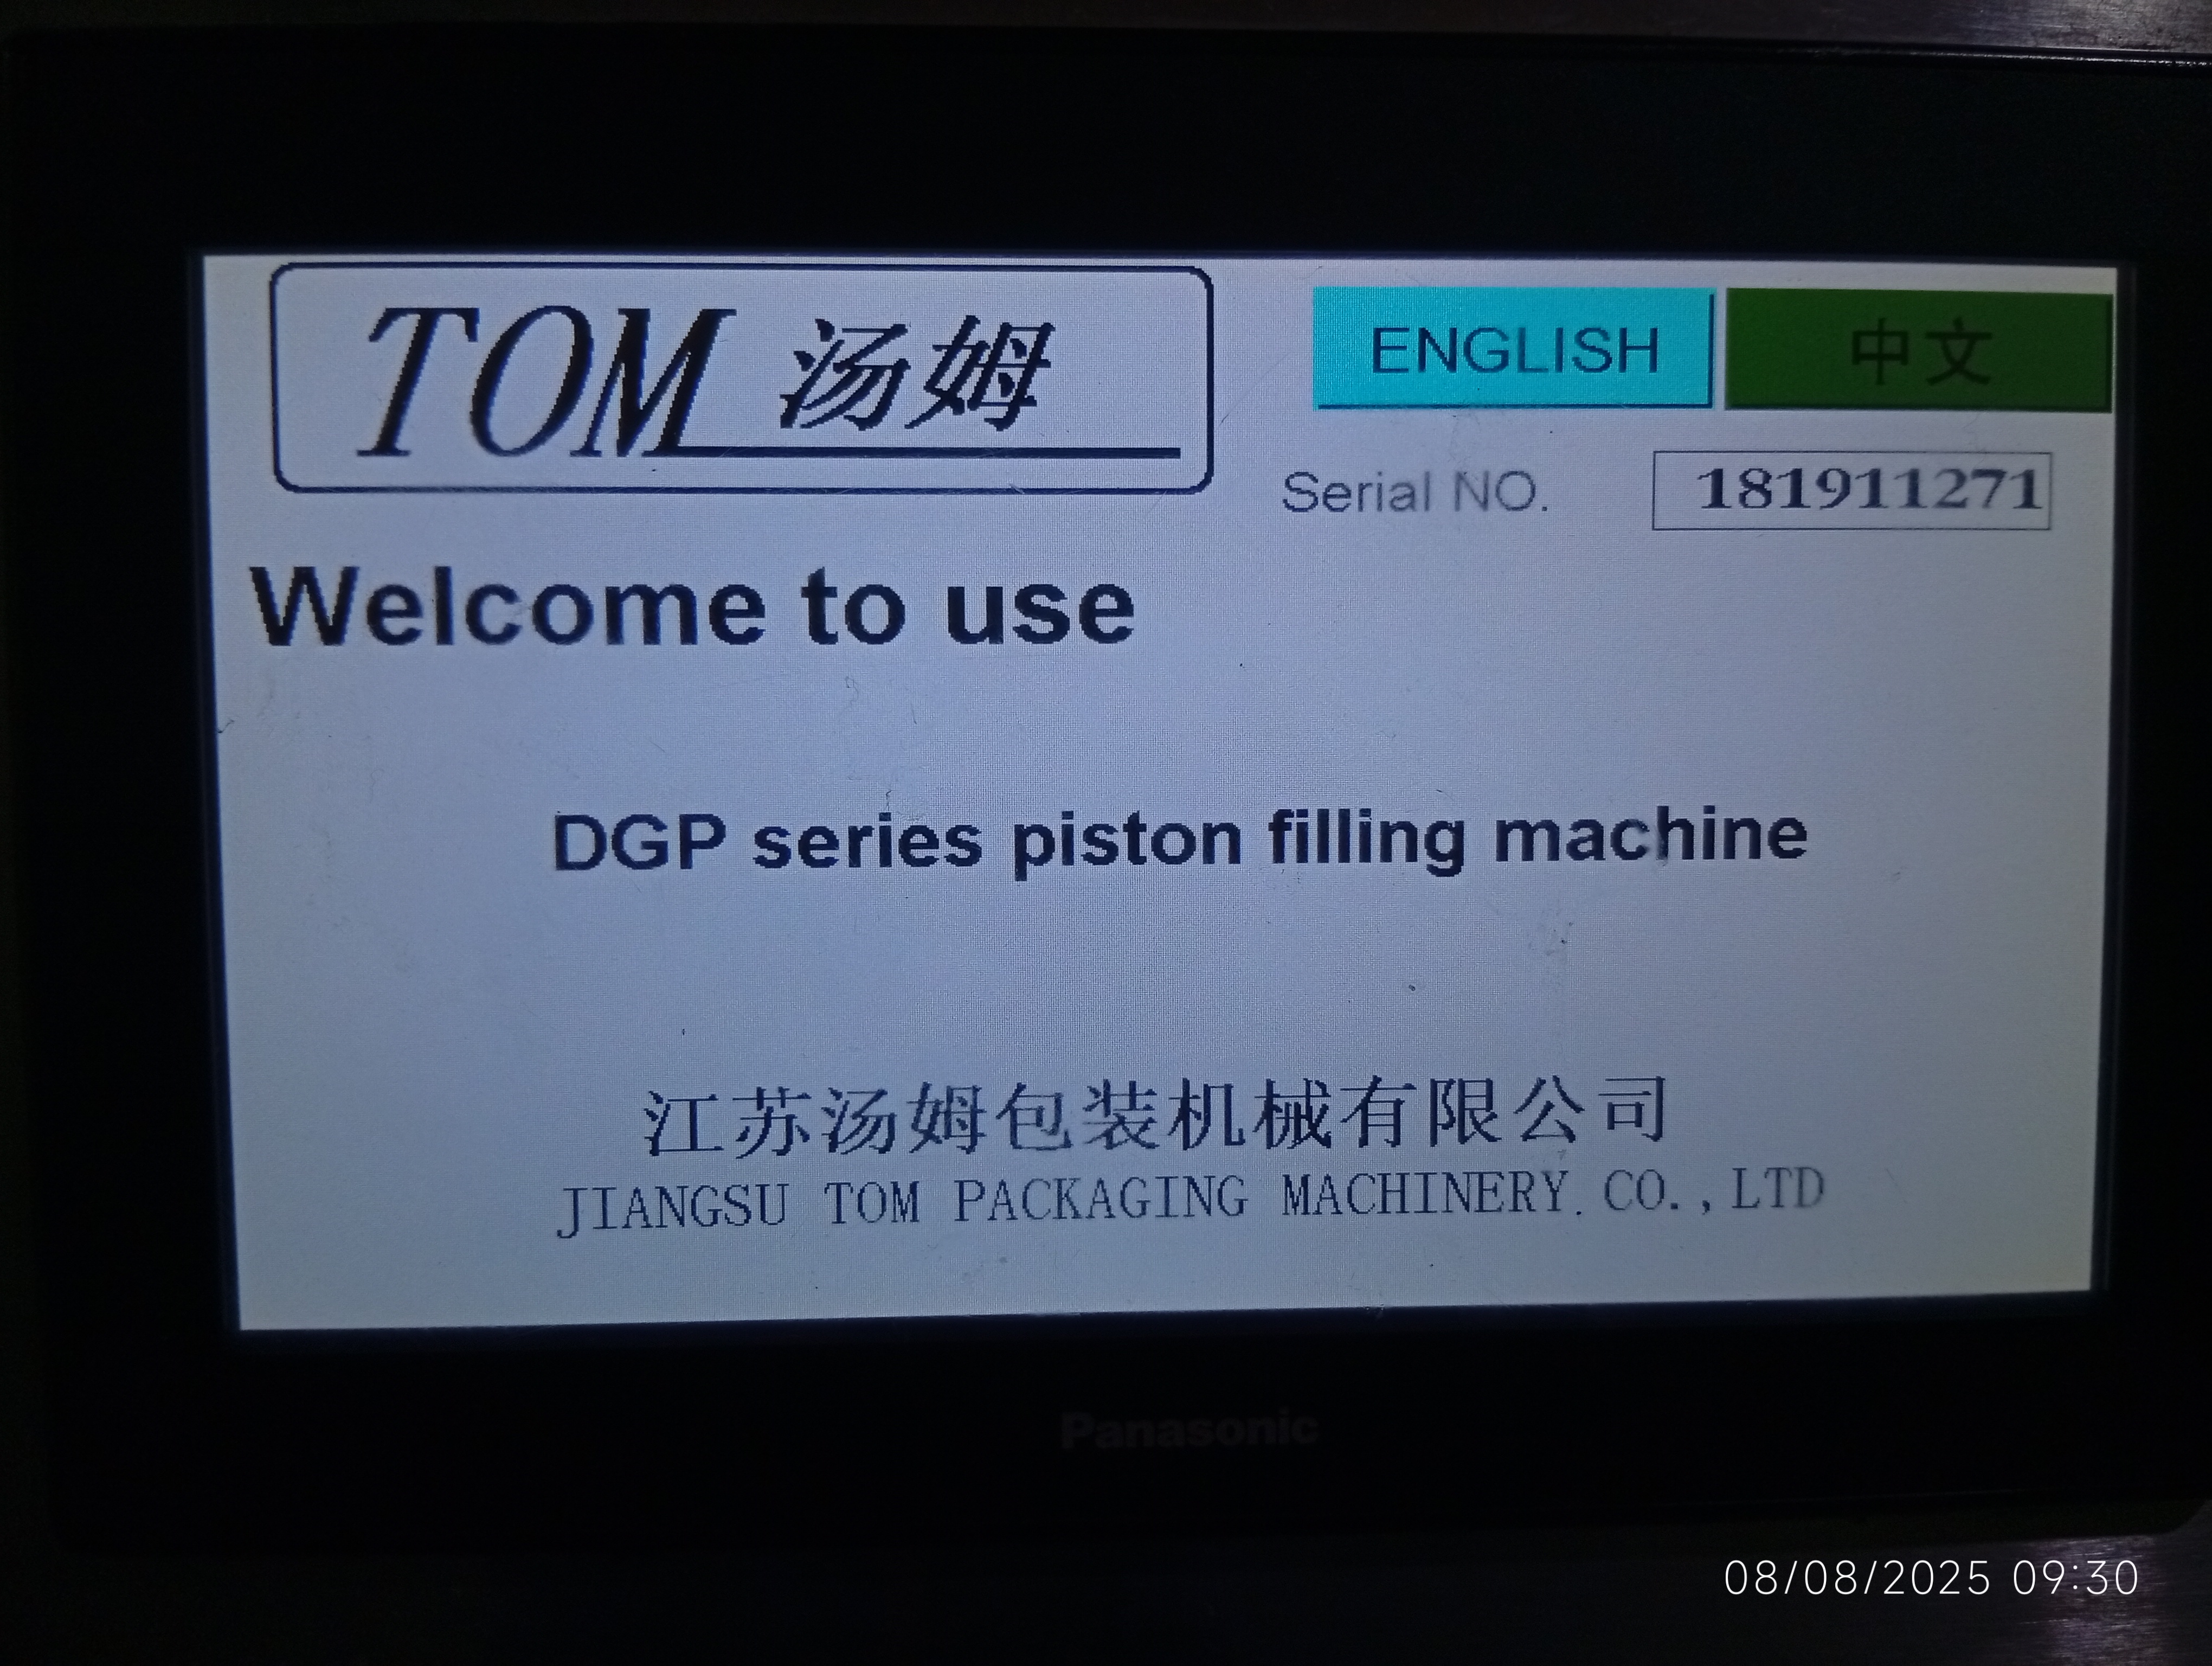 TOM 汤姆
ENGLISH 中文
Serial NO. 181911271
Welcome to use
DGP series piston filling machine
江苏汤姆包装机械有限公司
JIANGSU TOM PACKAGING MACHINERY. CO.,LTD
Panasonic
08/08/2025 09:30